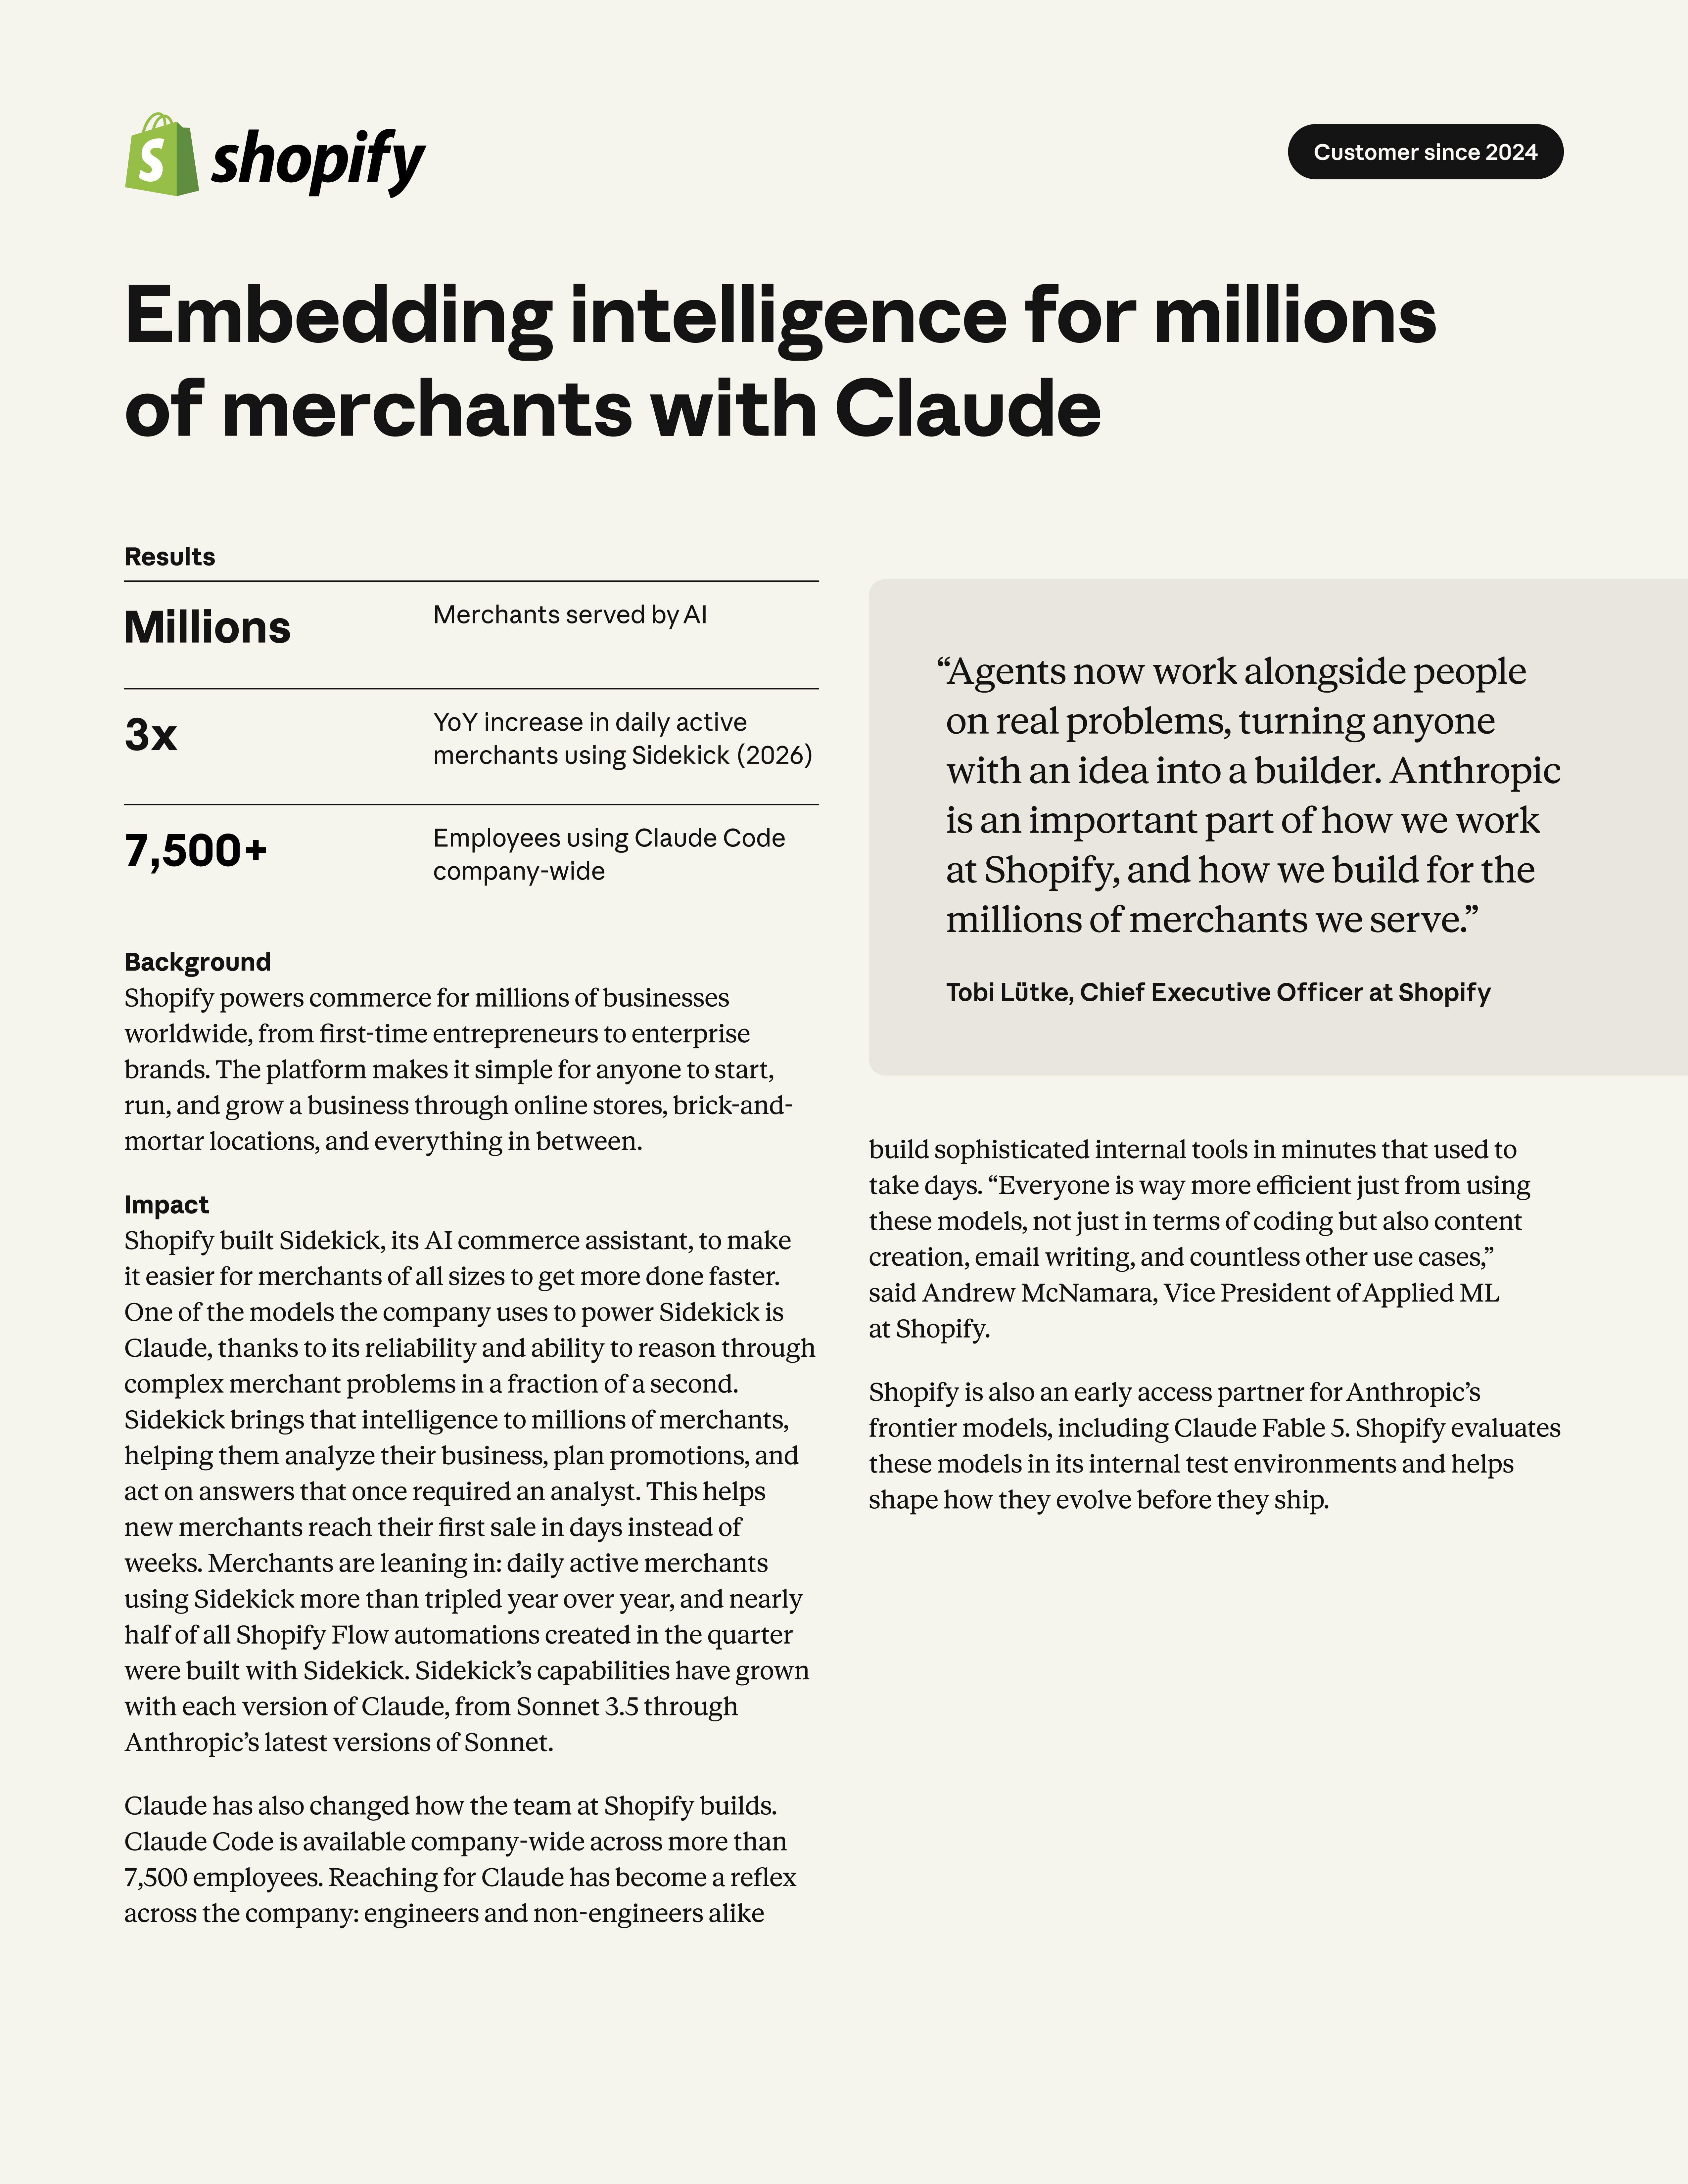 shopify
Customer since 2024
Embedding intelligence for millions
of merchants with Claude
Results
Millions
Merchants served by AI
3x
YoY increase in daily active
merchants using Sidekick (2026)
7,500+
Employees using Claude Code
company-wide
Background
Shopify powers commerce for millions of businesses
worldwide, from first-time entrepreneurs to enterprise
brands. The platform makes it simple for anyone to start,
run, and grow a business through online stores, brick-and-
mortar locations, and everything in between.
Impact
Shopify built Sidekick, its AI commerce assistant, to make
it easier for merchants of all sizes to get more done faster.
One of the models the company uses to power Sidekick is
Claude, thanks to its reliability and ability to reason through
complex merchant problems in a fraction of a second.
Sidekick brings that intelligence to millions of merchants,
helping them analyze their business, plan promotions, and
act on answers that once required an analyst. This helps
new merchants reach their first sale in days instead of
weeks. Merchants are leaning in: daily active merchants
using Sidekick more than tripled year over year, and nearly
half of all Shopify Flow automations created in the quarter
were built with Sidekick. Sidekick’s capabilities have grown
with each version of Claude, from Sonnet 3.5 through
Anthropic’s latest versions of Sonnet.
Claude has also changed how the team at Shopify builds.
Claude Code is available company-wide across more than
7,500 employees. Reaching for Claude has become a reflex
across the company: engineers and non-engineers alike
“Agents now work alongside people
on real problems, turning anyone
with an idea into a builder. Anthropic
is an important part of how we work
at Shopify, and how we build for the
millions of merchants we serve.”
Tobi Lütke, Chief Executive Officer at Shopify
build sophisticated internal tools in minutes that used to
take days. “Everyone is way more efficient just from using
these models, not just in terms of coding but also content
creation, email writing, and countless other use cases,”
said Andrew McNamara, Vice President of Applied ML
at Shopify.
Shopify is also an early access partner for Anthropic’s
frontier models, including Claude Fable 5. Shopify evaluates
these models in its internal test environments and helps
shape how they evolve before they ship.